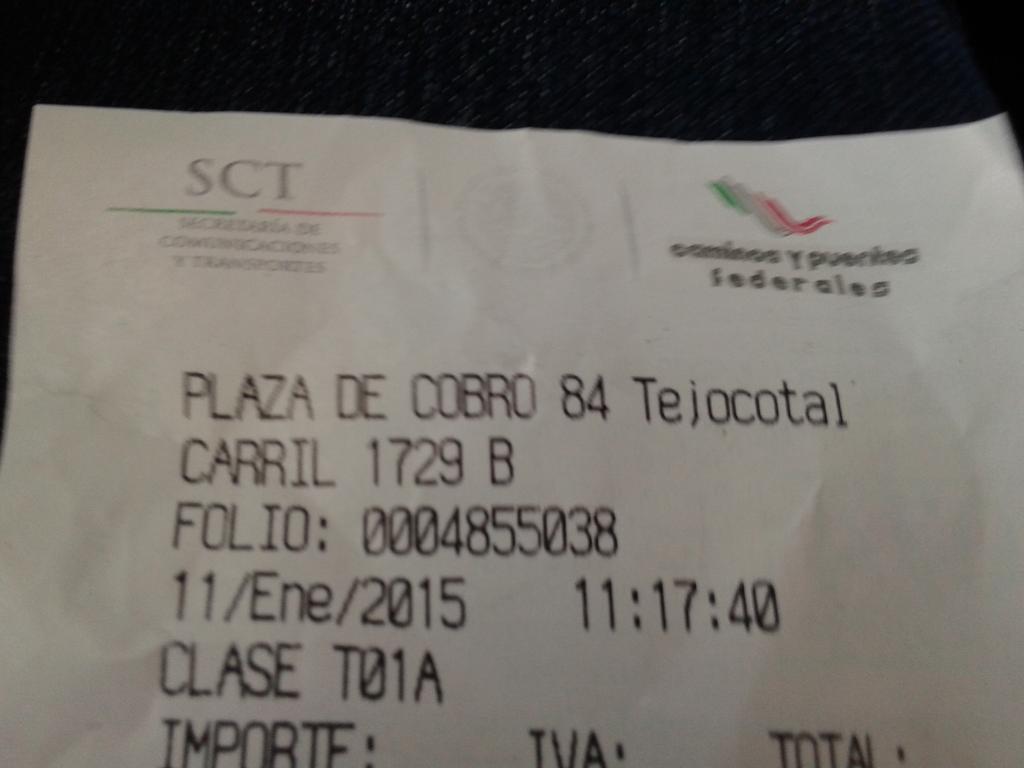 SCT
SECRETARÍA DE
COMUNICACIONES
Y TRANSPORTES
caminos y puentes
federales
PLAZA DE COBRO 84 Tejocotal
CARRIL 1729 B
FOLIO: 0004855038
11/Ene/2015 11:17:40
CLASE T01A
IMPORTE: IVA: TOTAL: